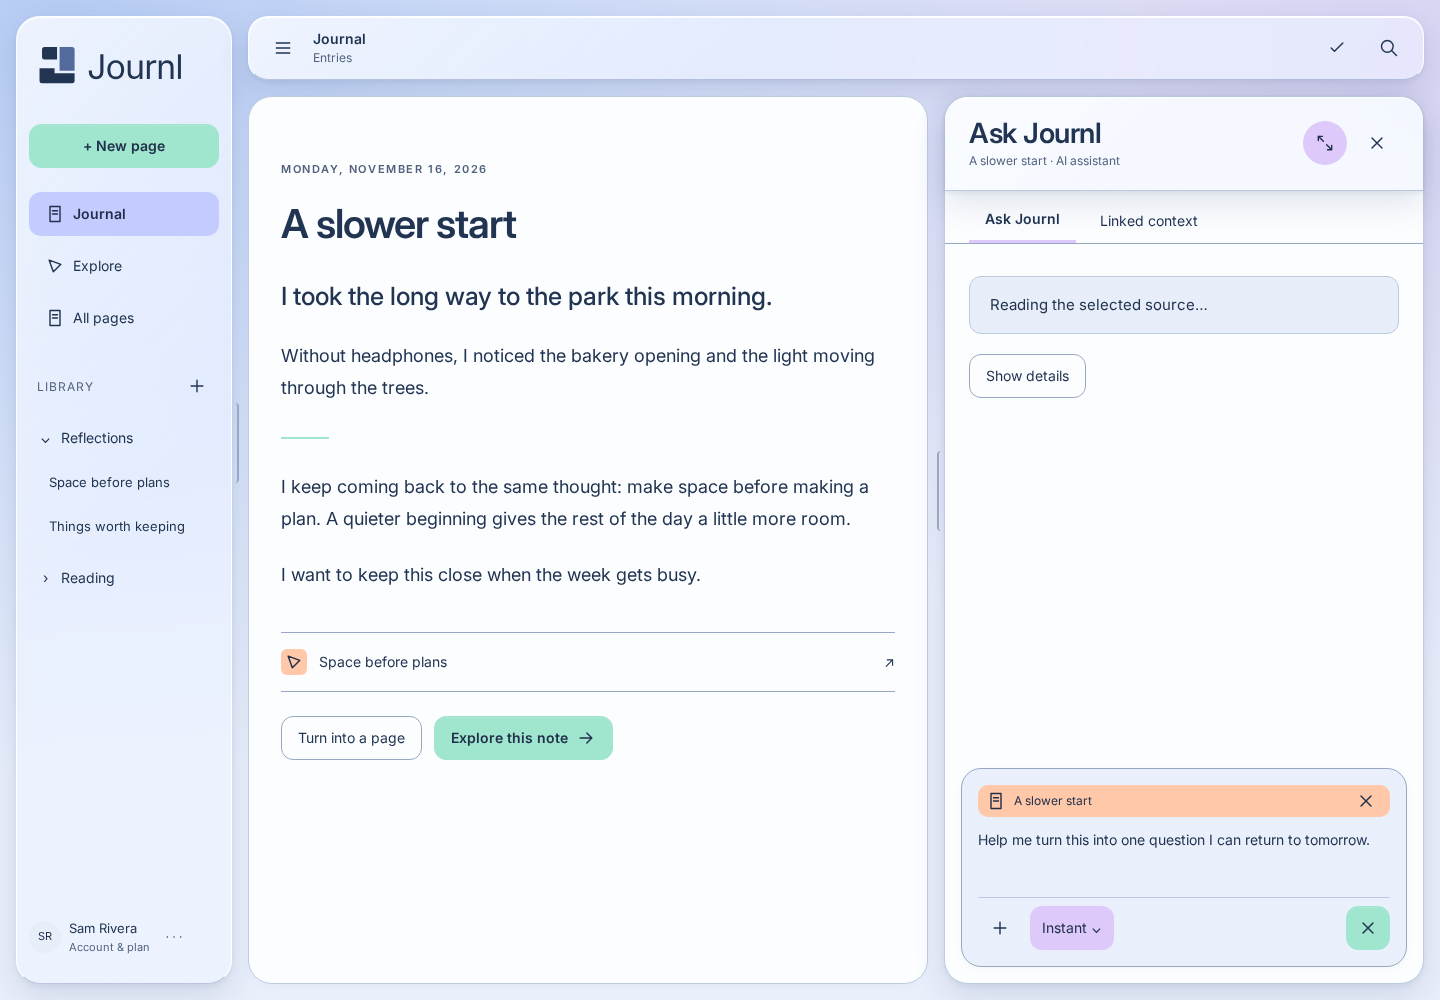 Journl
+ New page
Journal
Explore
All pages
LIBRARY
Reflections
Space before plans
Things worth keeping
Reading
SR
Sam Rivera
Account & plan
Journal
Entries
MONDAY, NOVEMBER 16, 2026
A slower start
I took the long way to the park this morning.
Without headphones, I noticed the bakery opening and the light moving
through the trees.
I keep coming back to the same thought: make space before making a
plan. A quieter beginning gives the rest of the day a little more room.
I want to keep this close when the week gets busy.
Space before plans
Turn into a page
Explore this note
Ask Journl
A slower start · AI assistant
Ask Journl
Linked context
Reading the selected source...
Show details
A slower start
Help me turn this into one question I can return to tomorrow.
Instant